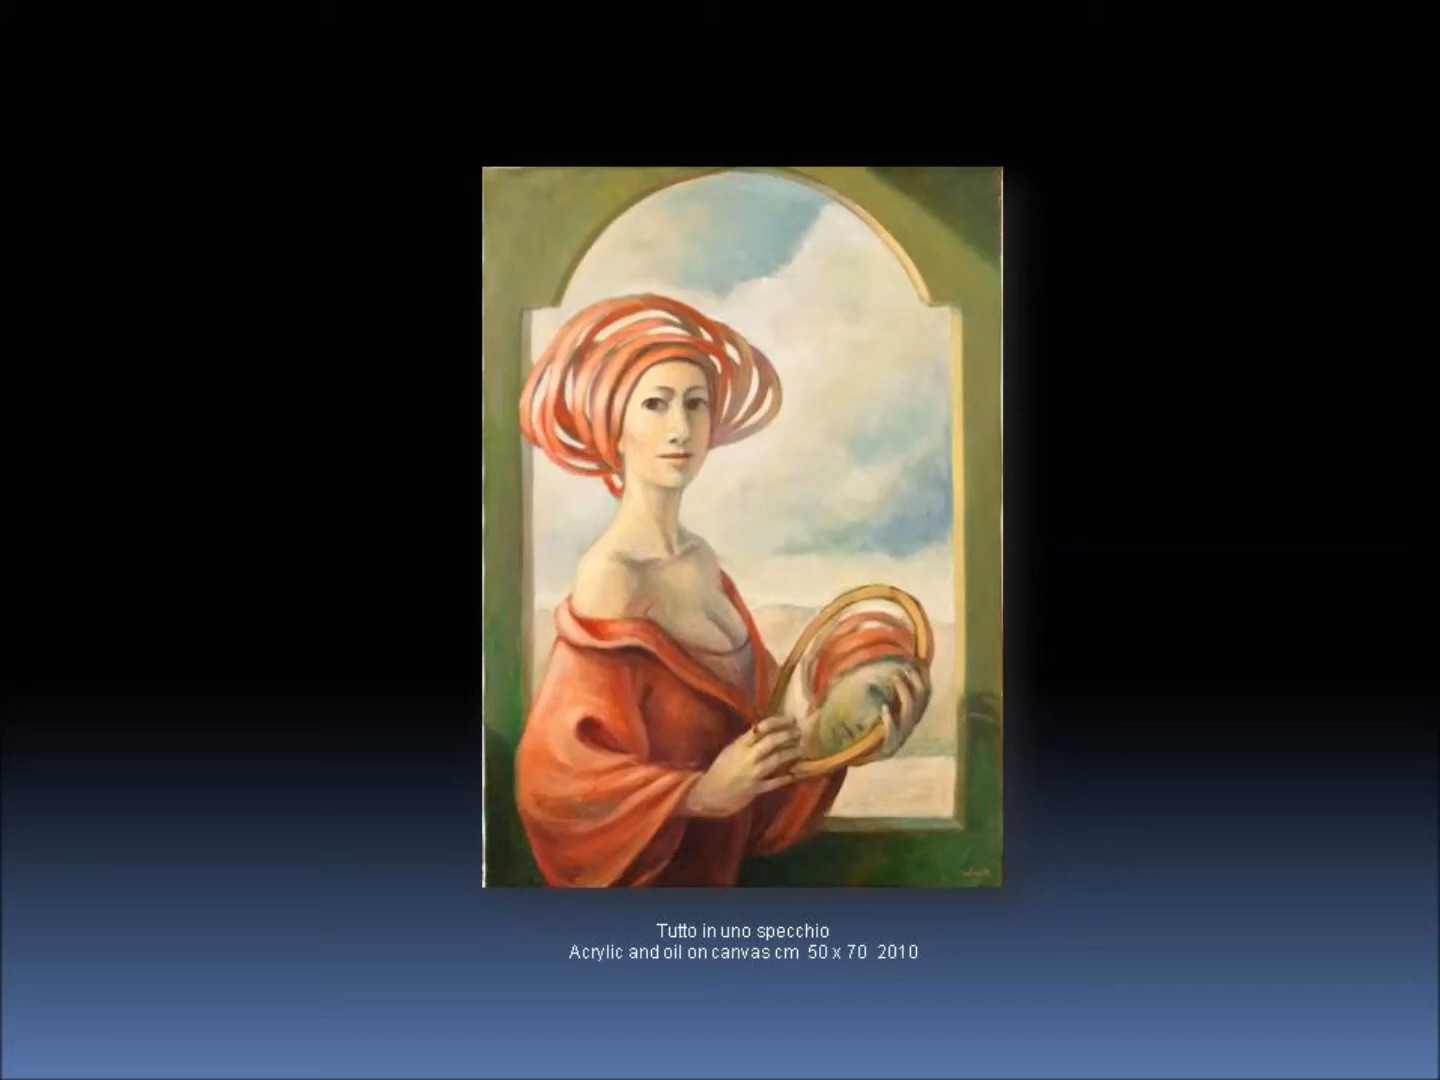 Tutto in uno specchio
Acrylic and oil on canvas cm 50 x 70 2010